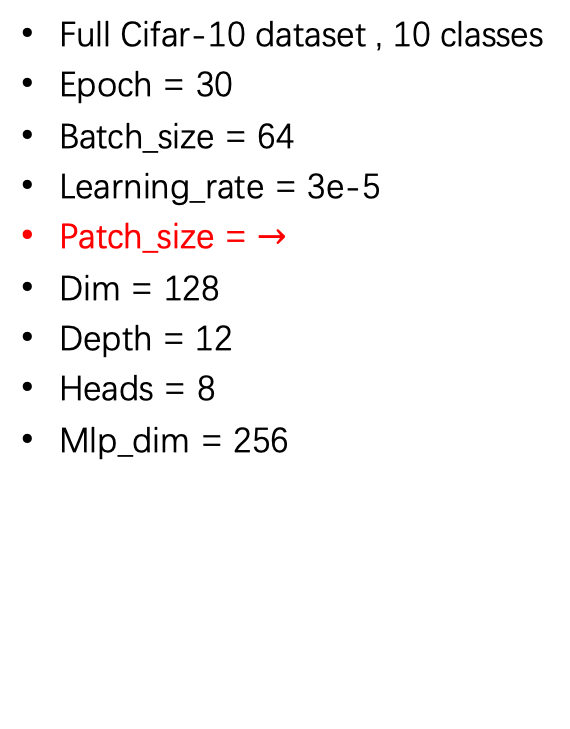 • Full Cifar-10 dataset , 10 classes
• Epoch = 30
• Batch_size = 64
• Learning_rate = 3e-5
• Patch_size = →
• Dim = 128
• Depth = 12
• Heads = 8
• Mlp_dim = 256